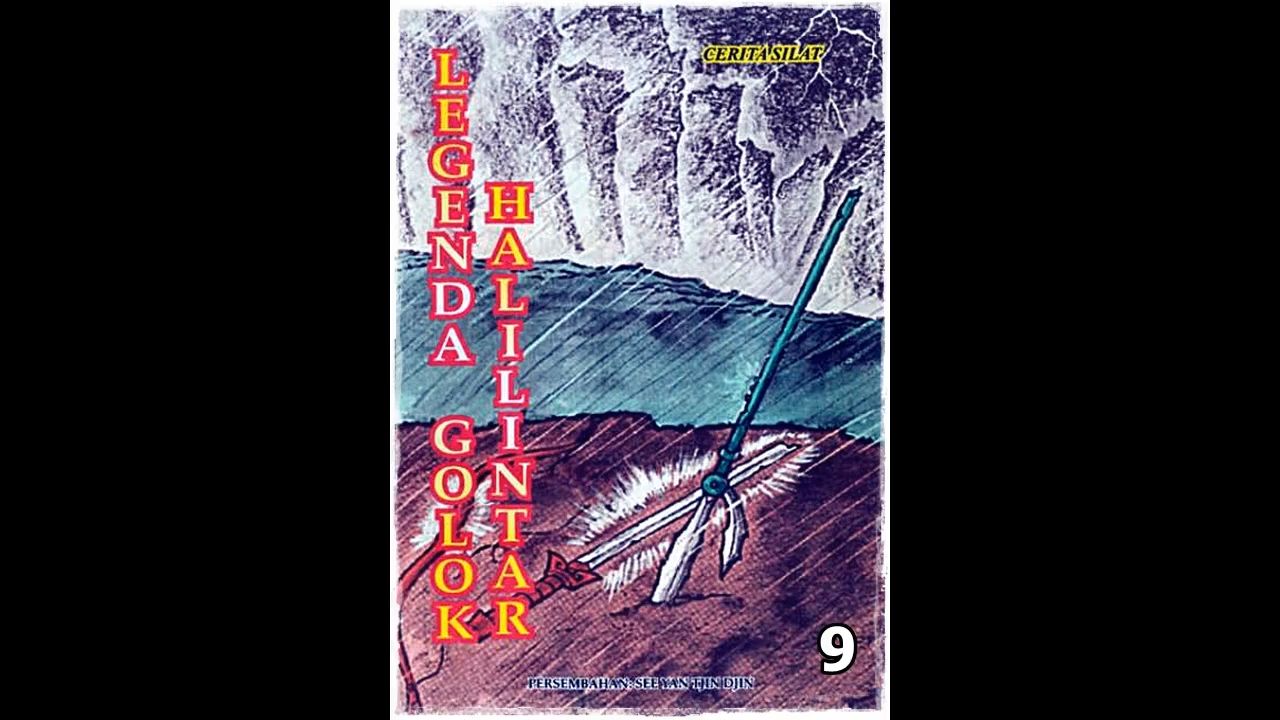 CERITA SILAT
LEGENDA GOLOK
HALILINTAR
9
PERSEMBAHAN: SEE YAN TJIN DJIN